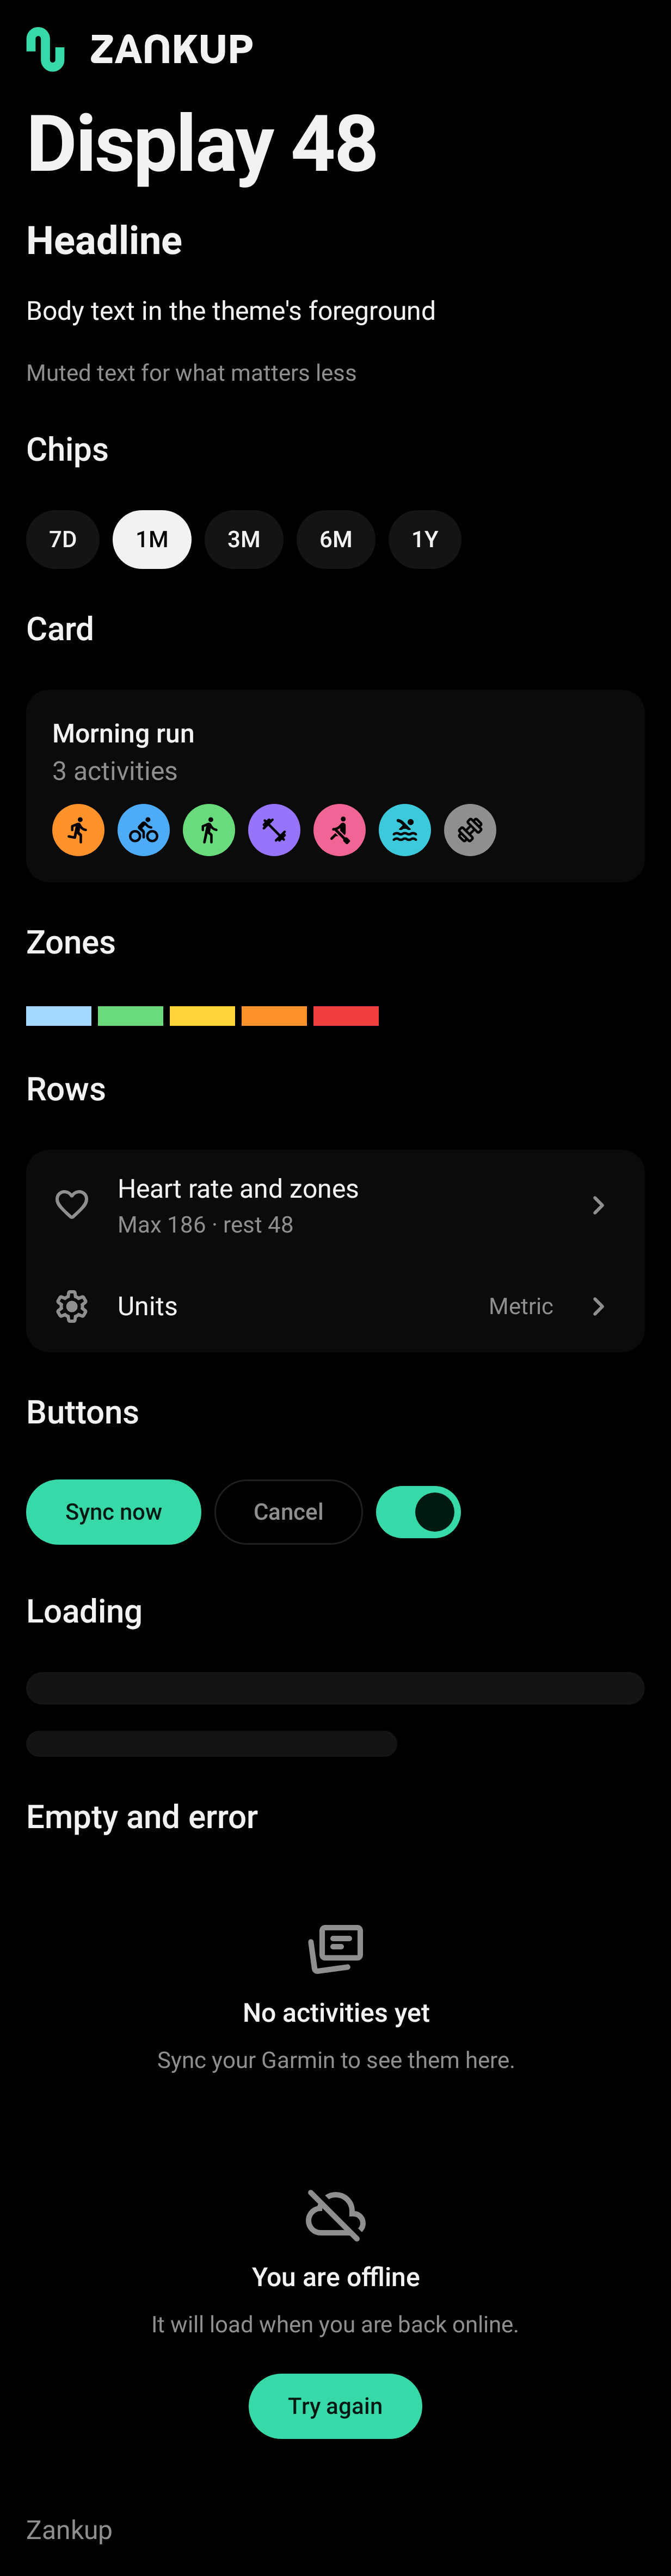 ZANKUP
Display 48
Headline
Body text in the theme's foreground
Muted text for what matters less
Chips
7D 1M 3M 6M 1Y
Card
Morning run
3 activities
Zones
Rows
Heart rate and zones
Max 186 · rest 48
Units Metric
Buttons
Sync now Cancel
Loading
Empty and error
No activities yet
Sync your Garmin to see them here.
You are offline
It will load when you are back online.
Try again
Zankup